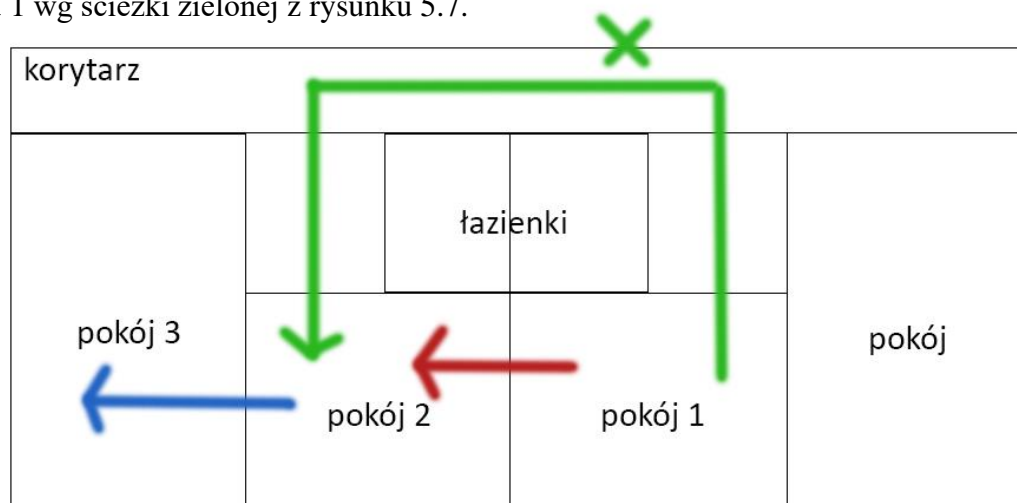 1 wg ścieżki zielonej z rysunku 5.7.
korytarz
łazienki
pokój 3
pokój
pokój 2
pokój 1